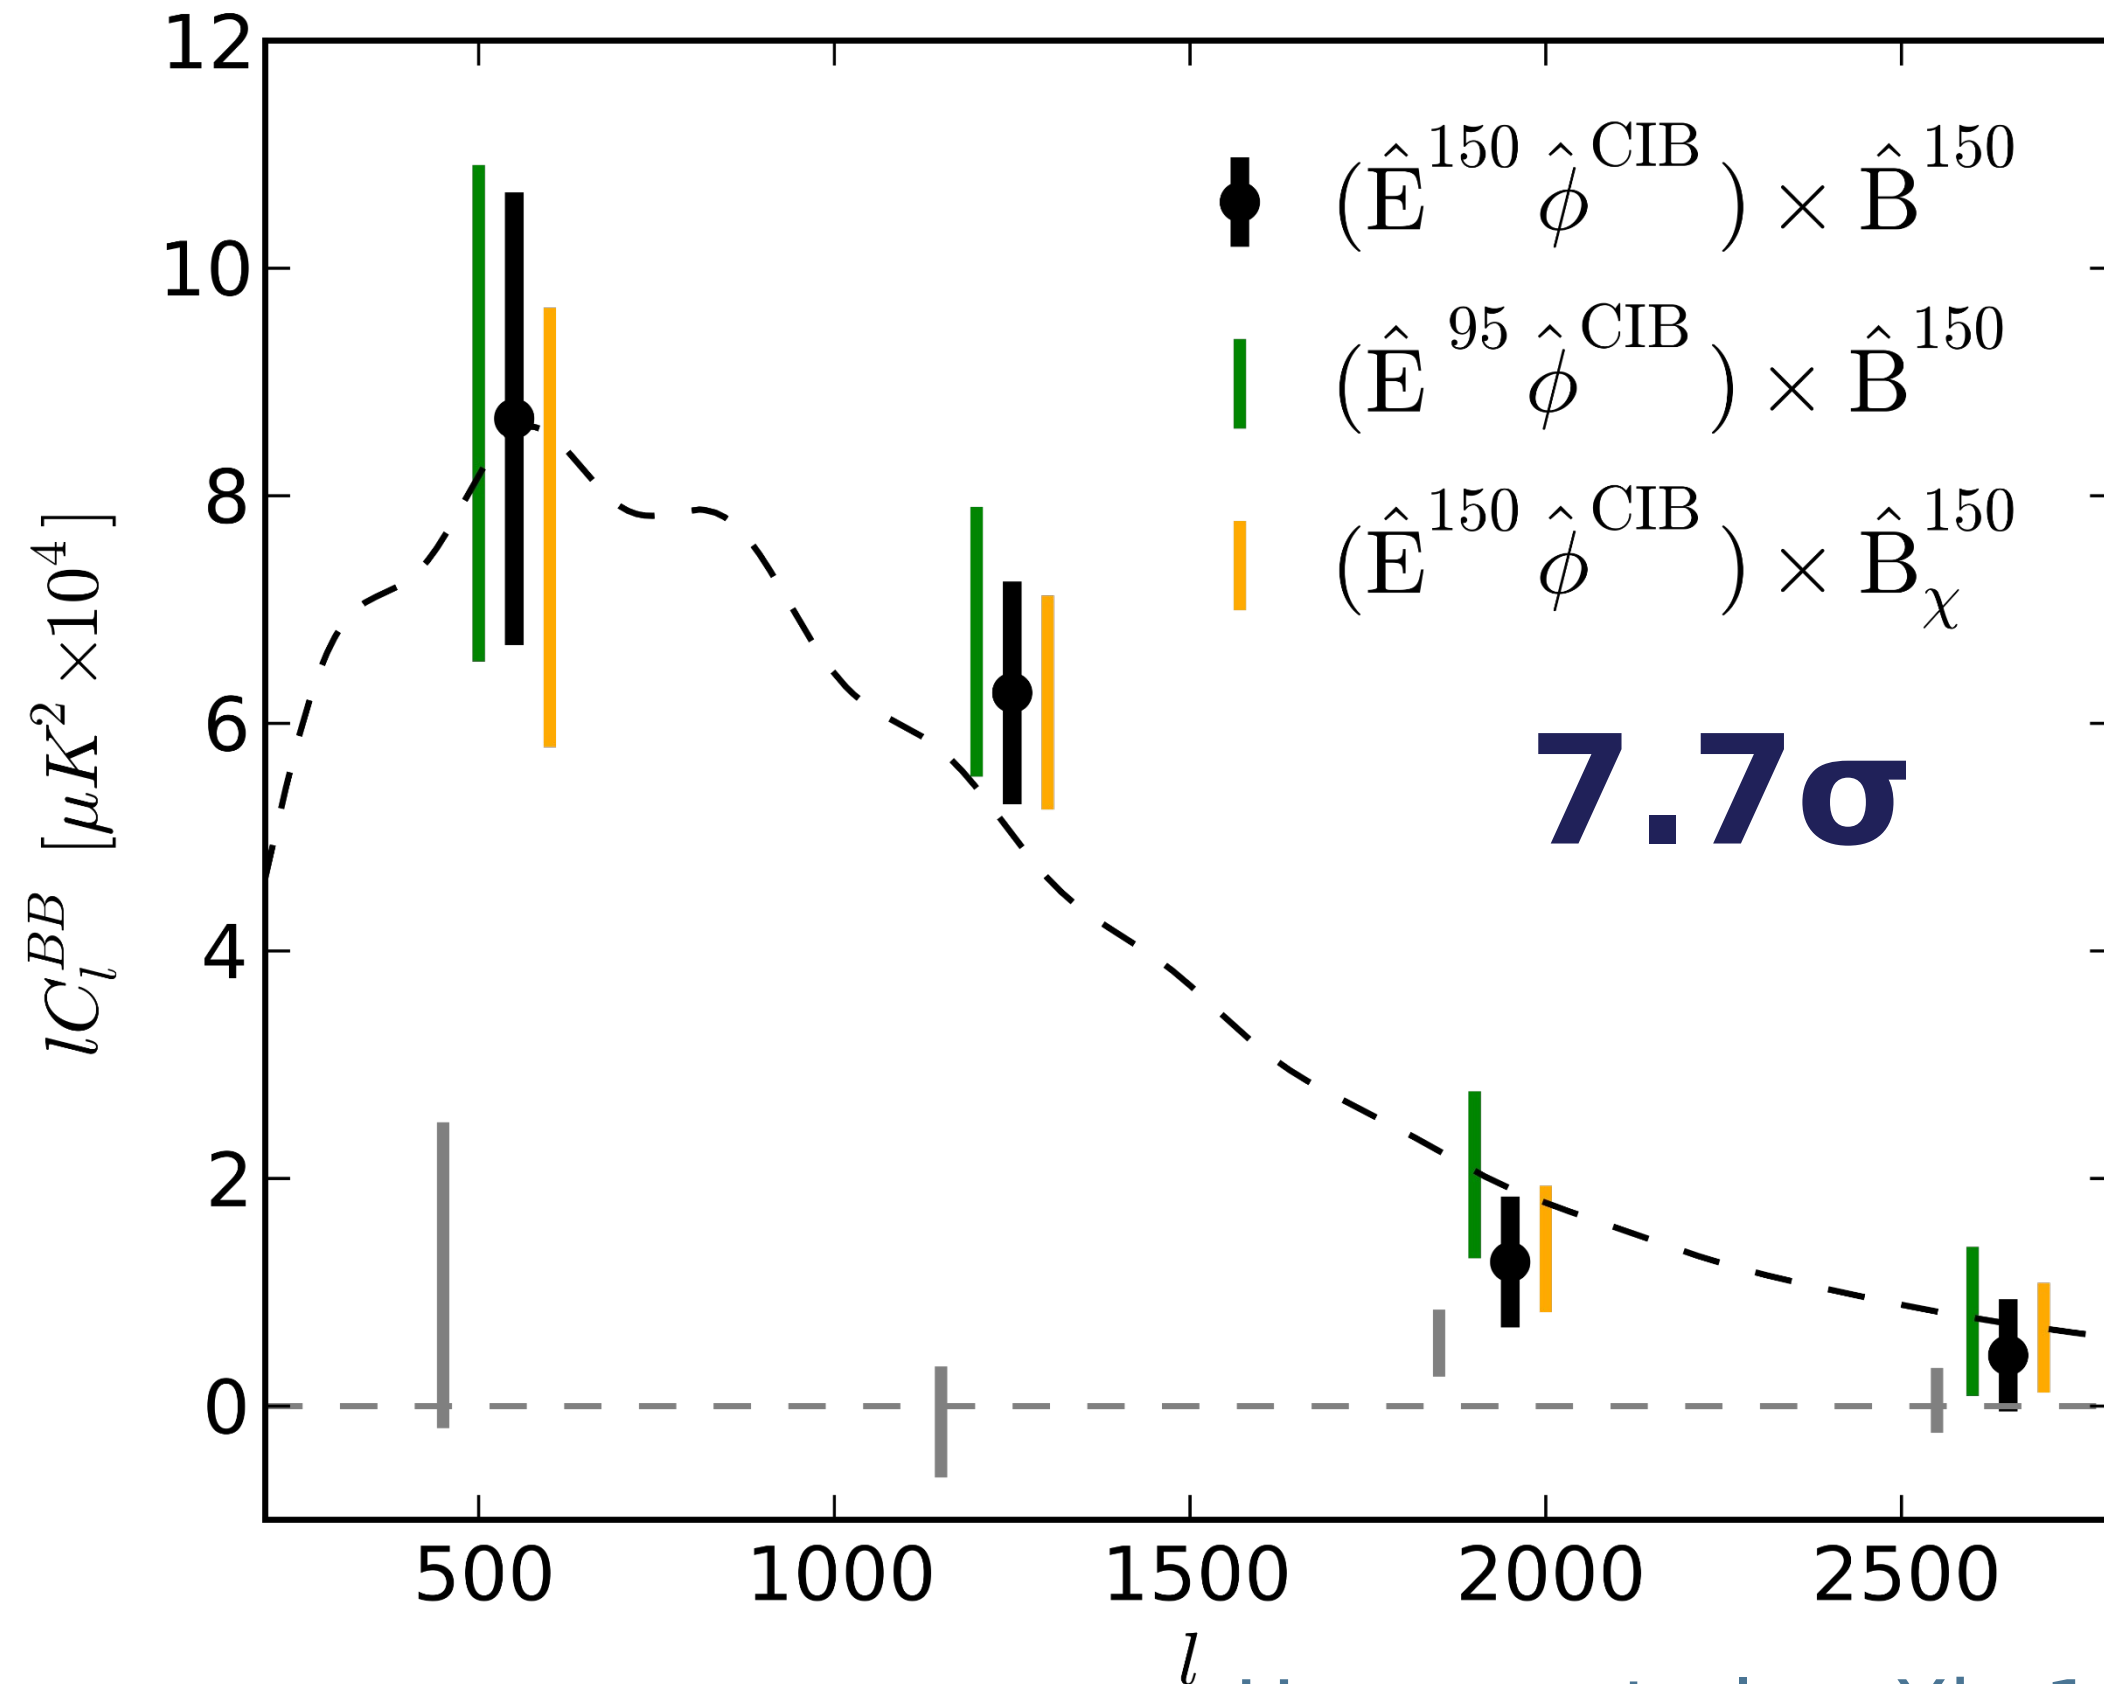 12
10
8
6
4
2
0
lC_l^{BB} [μK^2 ×10^4]
(Ê^{150} φ̂^{CIB}) × B̂^{150}
(Ê^{95} φ̂^{CIB}) × B̂^{150}
(Ê^{150} φ̂^{CIB}) × B̂_χ^{150}
7.7σ
500 1000 1500 2000 2500
l